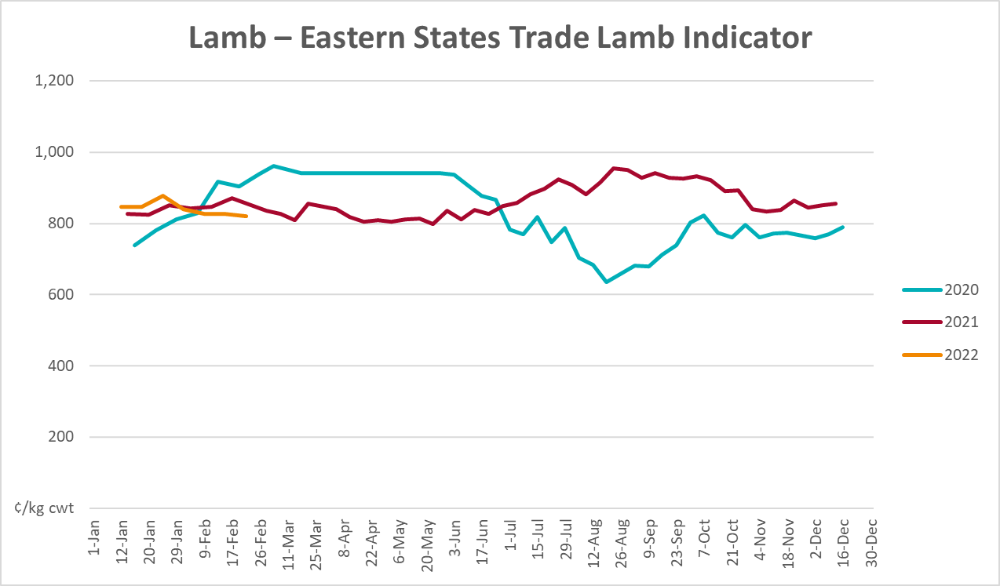 Lamb – Eastern States Trade Lamb Indicator
1,200
1,000
800
600
400
200
¢/kg cwt
1-Jan
12-Jan
20-Jan
29-Jan
9-Feb
17-Feb
26-Feb
11-Mar
25-Mar
8-Apr
22-Apr
6-May
20-May
3-Jun
17-Jun
1-Jul
15-Jul
29-Jul
12-Aug
26-Aug
9-Sep
23-Sep
7-Oct
21-Oct
4-Nov
18-Nov
2-Dec
16-Dec
30-Dec
2020
2021
2022